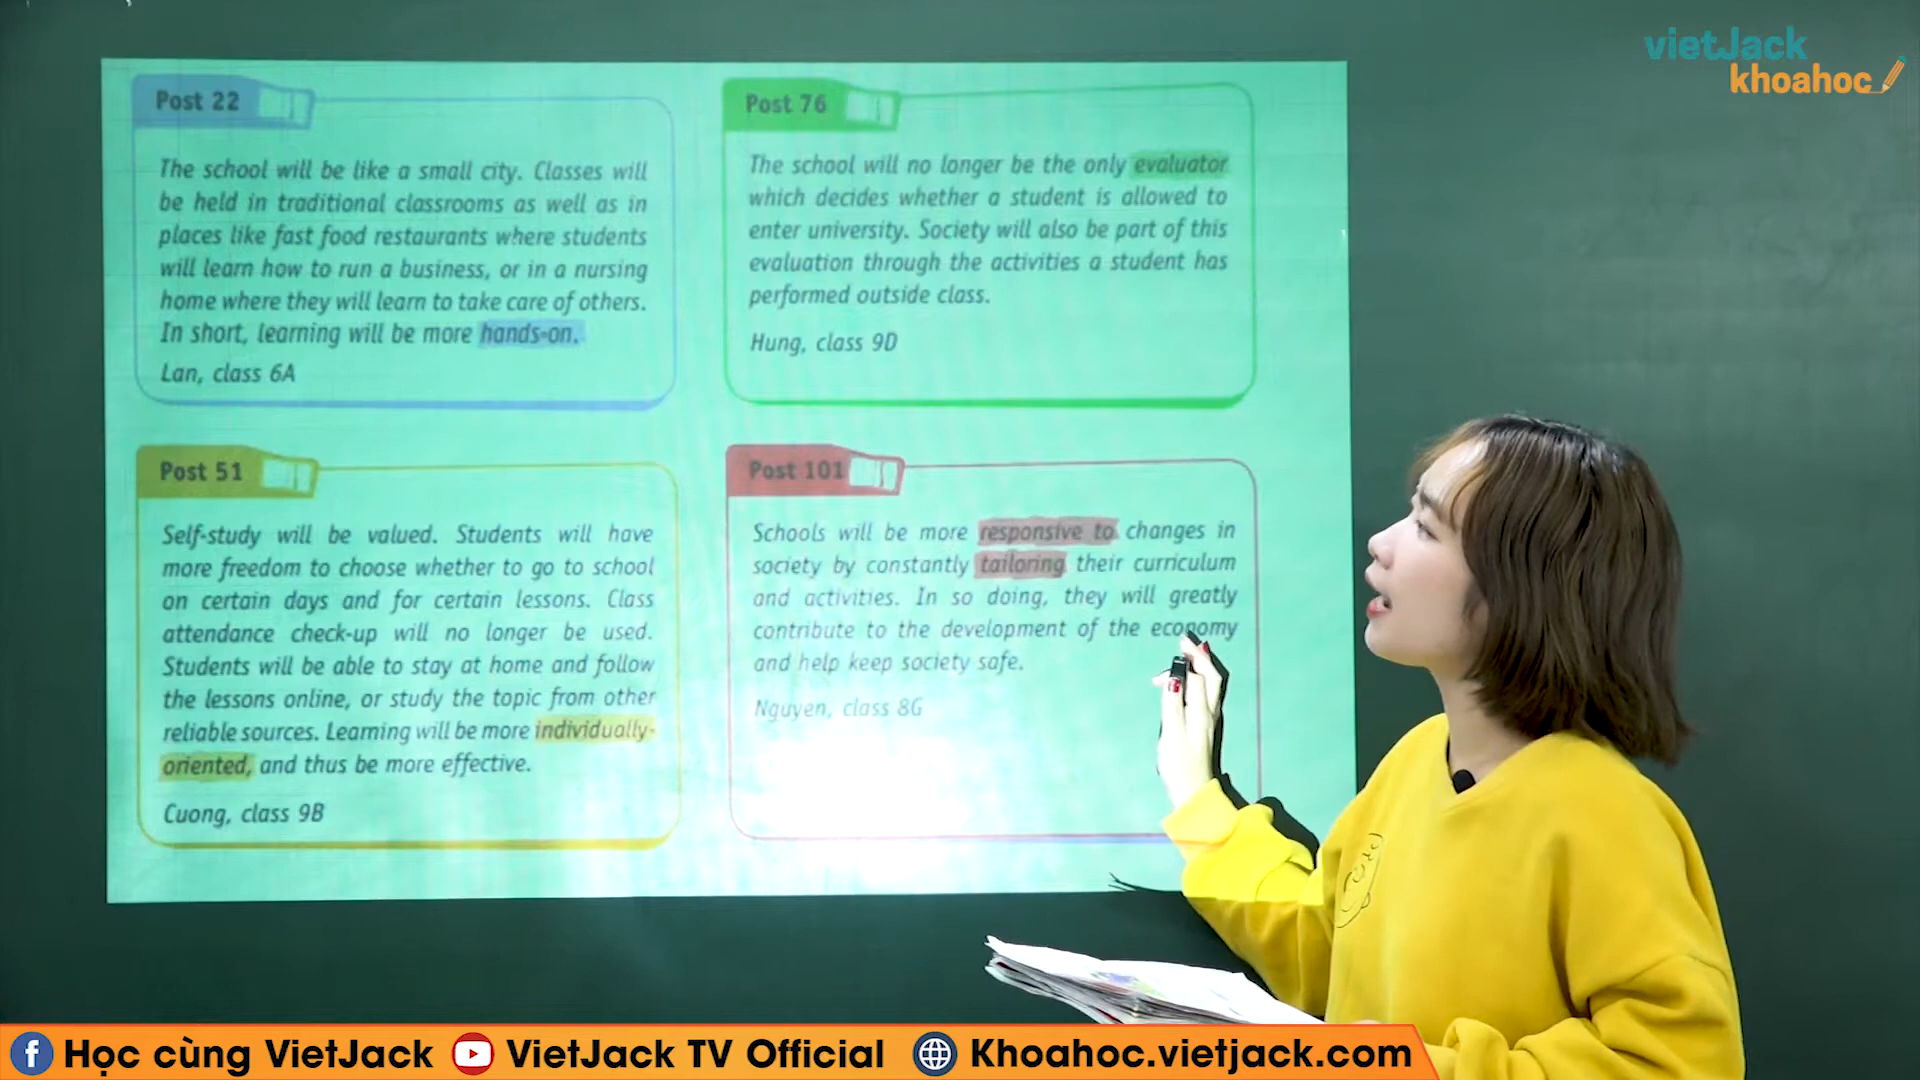 vietJack
khoahoc
Post 22
The school will be like a small city. Classes will
be held in traditional classrooms as well as in
places like fast food restaurants where students
will learn how to run a business, or in a nursing
home where they will learn to take care of others.
In short, learning will be more hands-on.
Lan, class 6A
Post 76
The school will no longer be the only evaluator
which decides whether a student is allowed to
enter university. Society will also be part of this
evaluation through the activities a student has
performed outside class.
Hung, class 9D
Post 51
Self-study will be valued. Students will have
more freedom to choose whether to go to school
on certain days and for certain lessons. Class
attendance check-up will no longer be used.
Students will be able to stay at home and follow
the lessons online, or study the topic from other
reliable sources. Learning will be more individually-
oriented, and thus be more effective.
Cuong, class 9B
Post 101
Schools will be more responsive to changes in
society by constantly tailoring their curriculum
and activities. In so doing, they will greatly
contribute to the development of the economy
and help keep society safe.
Nguyen, class 8G
Học cùng VietJack
VietJack TV Official
Khoahoc.vietjack.com